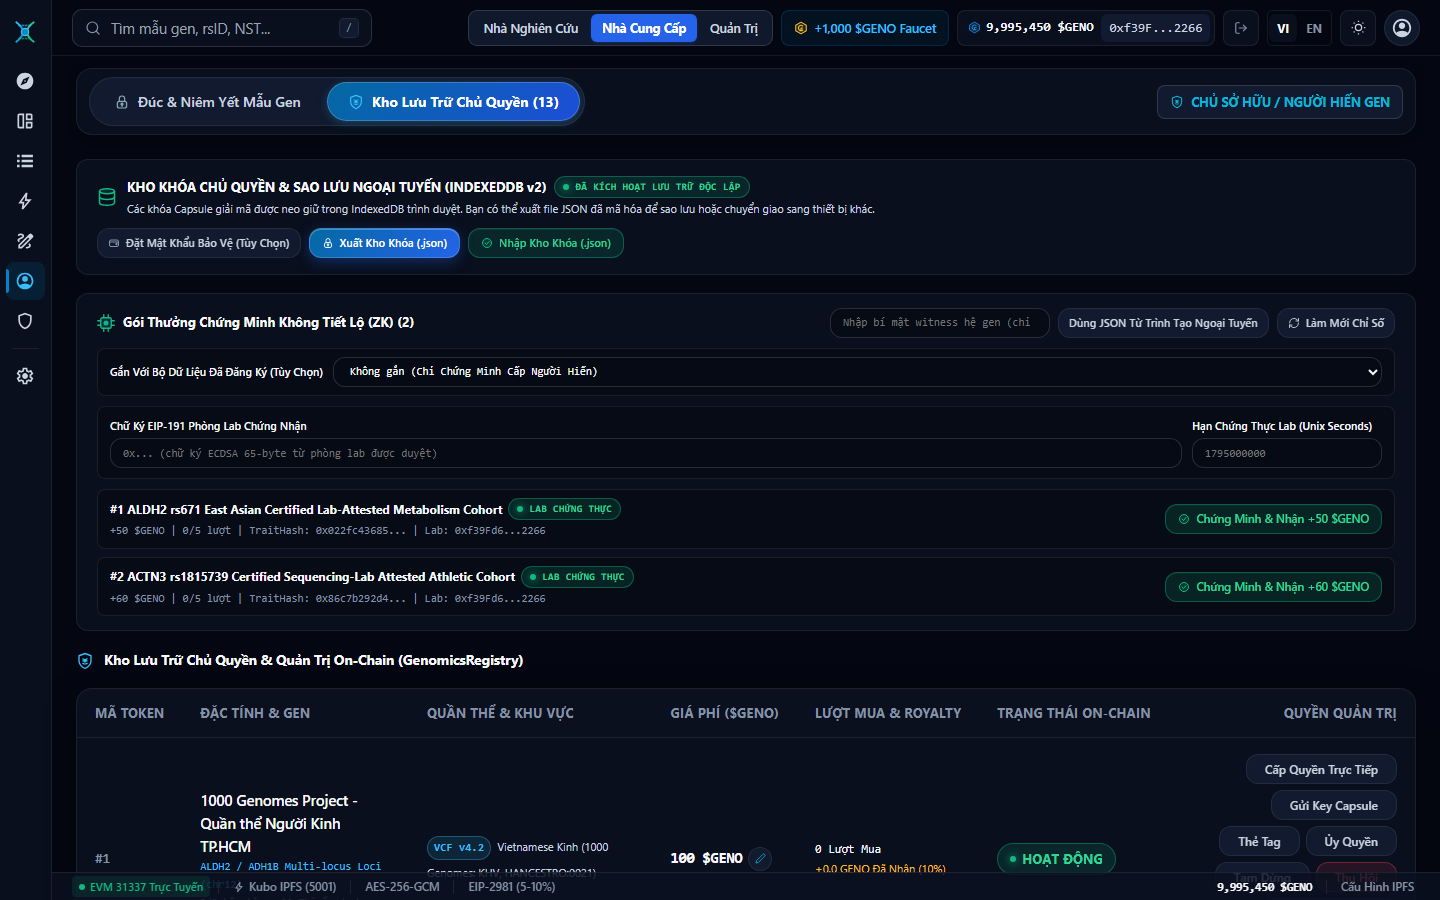 Tìm mẫu gen, rsID, NST...
/
Nhà Nghiên Cứu
Nhà Cung Cấp
Quản Trị
+1,000 $GENO Faucet
9,995,450 $GENO
0xf39F...2266
VI
EN
Đúc & Niêm Yết Mẫu Gen
Kho Lưu Trữ Chủ Quyền (13)
CHỦ SỞ HỮU / NGƯỜI HIẾN GEN
KHO KHÓA CHỦ QUYỀN & SAO LƯU NGOẠI TUYẾN (INDEXEDDB v2)
ĐÃ KÍCH HOẠT LƯU TRỮ ĐỘC LẬP
Các khóa Capsule giải mã được neo giữ trong IndexedDB trình duyệt. Bạn có thể xuất file JSON đã mã hóa để sao lưu hoặc chuyển giao sang thiết bị khác.
Đặt Mật Khẩu Bảo Vệ (Tùy Chọn)
Xuất Kho Khóa (.json)
Nhập Kho Khóa (.json)
Gói Thưởng Chứng Minh Không Tiết Lộ (ZK) (2)
Nhập bí mật witness hệ gen (chỉ
Dùng JSON Từ Trình Tạo Ngoại Tuyến
Làm Mới Chỉ Số
Gắn Với Bộ Dữ Liệu Đã Đăng Ký (Tùy Chọn)
Không gắn (Chỉ Chứng Minh Cấp Người Hiến)
Chữ Ký EIP-191 Phòng Lab Chứng Nhận
Hạn Chứng Thực Lab (Unix Seconds)
0x... (chữ ký ECDSA 65-byte từ phòng lab được duyệt)
1795000000
#1 ALDH2 rs671 East Asian Certified Lab-Attested Metabolism Cohort
LAB CHỨNG THỰC
+50 $GENO | 0/5 lượt | TraitHash: 0x022fc43685... | Lab: 0xf39Fd6...2266
Chứng Minh & Nhận +50 $GENO
#2 ACTN3 rs1815739 Certified Sequencing-Lab Attested Athletic Cohort
LAB CHỨNG THỰC
+60 $GENO | 0/5 lượt | TraitHash: 0x86c7b292d4... | Lab: 0xf39Fd6...2266
Chứng Minh & Nhận +60 $GENO
Kho Lưu Trữ Chủ Quyền & Quản Trị On-Chain (GenomicsRegistry)
MÃ TOKEN
ĐẶC TÍNH & GEN
QUẦN THỂ & KHU VỰC
GIÁ PHÍ ($GENO)
LƯỢT MUA & ROYALTY
TRẠNG THÁI ON-CHAIN
QUYỀN QUẢN TRỊ
#1
1000 Genomes Project -
Quần thể Người Kinh
TP.HCM
ALDH2 / ADH1B Multi-locus Loci
VCF v4.2
Vietnamese Kinh (1000
Genomes: KHV, HANCESTRO:0021)
100 $GENO
0 Lượt Mua
+0.0 GENO Đã Nhận (10%)
HOẠT ĐỘNG
Cấp Quyền Trực Tiếp
Gửi Key Capsule
Thẻ Tag
Ủy Quyền
Tạm Dừng
Thu Hồi
EVM 31337 Trực Tuyến
Kubo IPFS (5001)
AES-256-GCM
EIP-2981 (5-10%)
9,995,450 $GENO
Cấu Hình IPFS